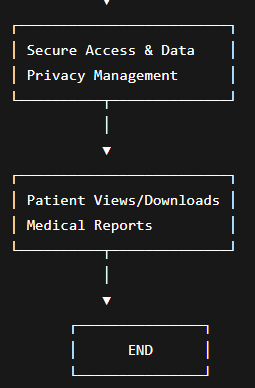 Secure Access & Data
Privacy Management
Patient Views/Downloads
Medical Reports
END